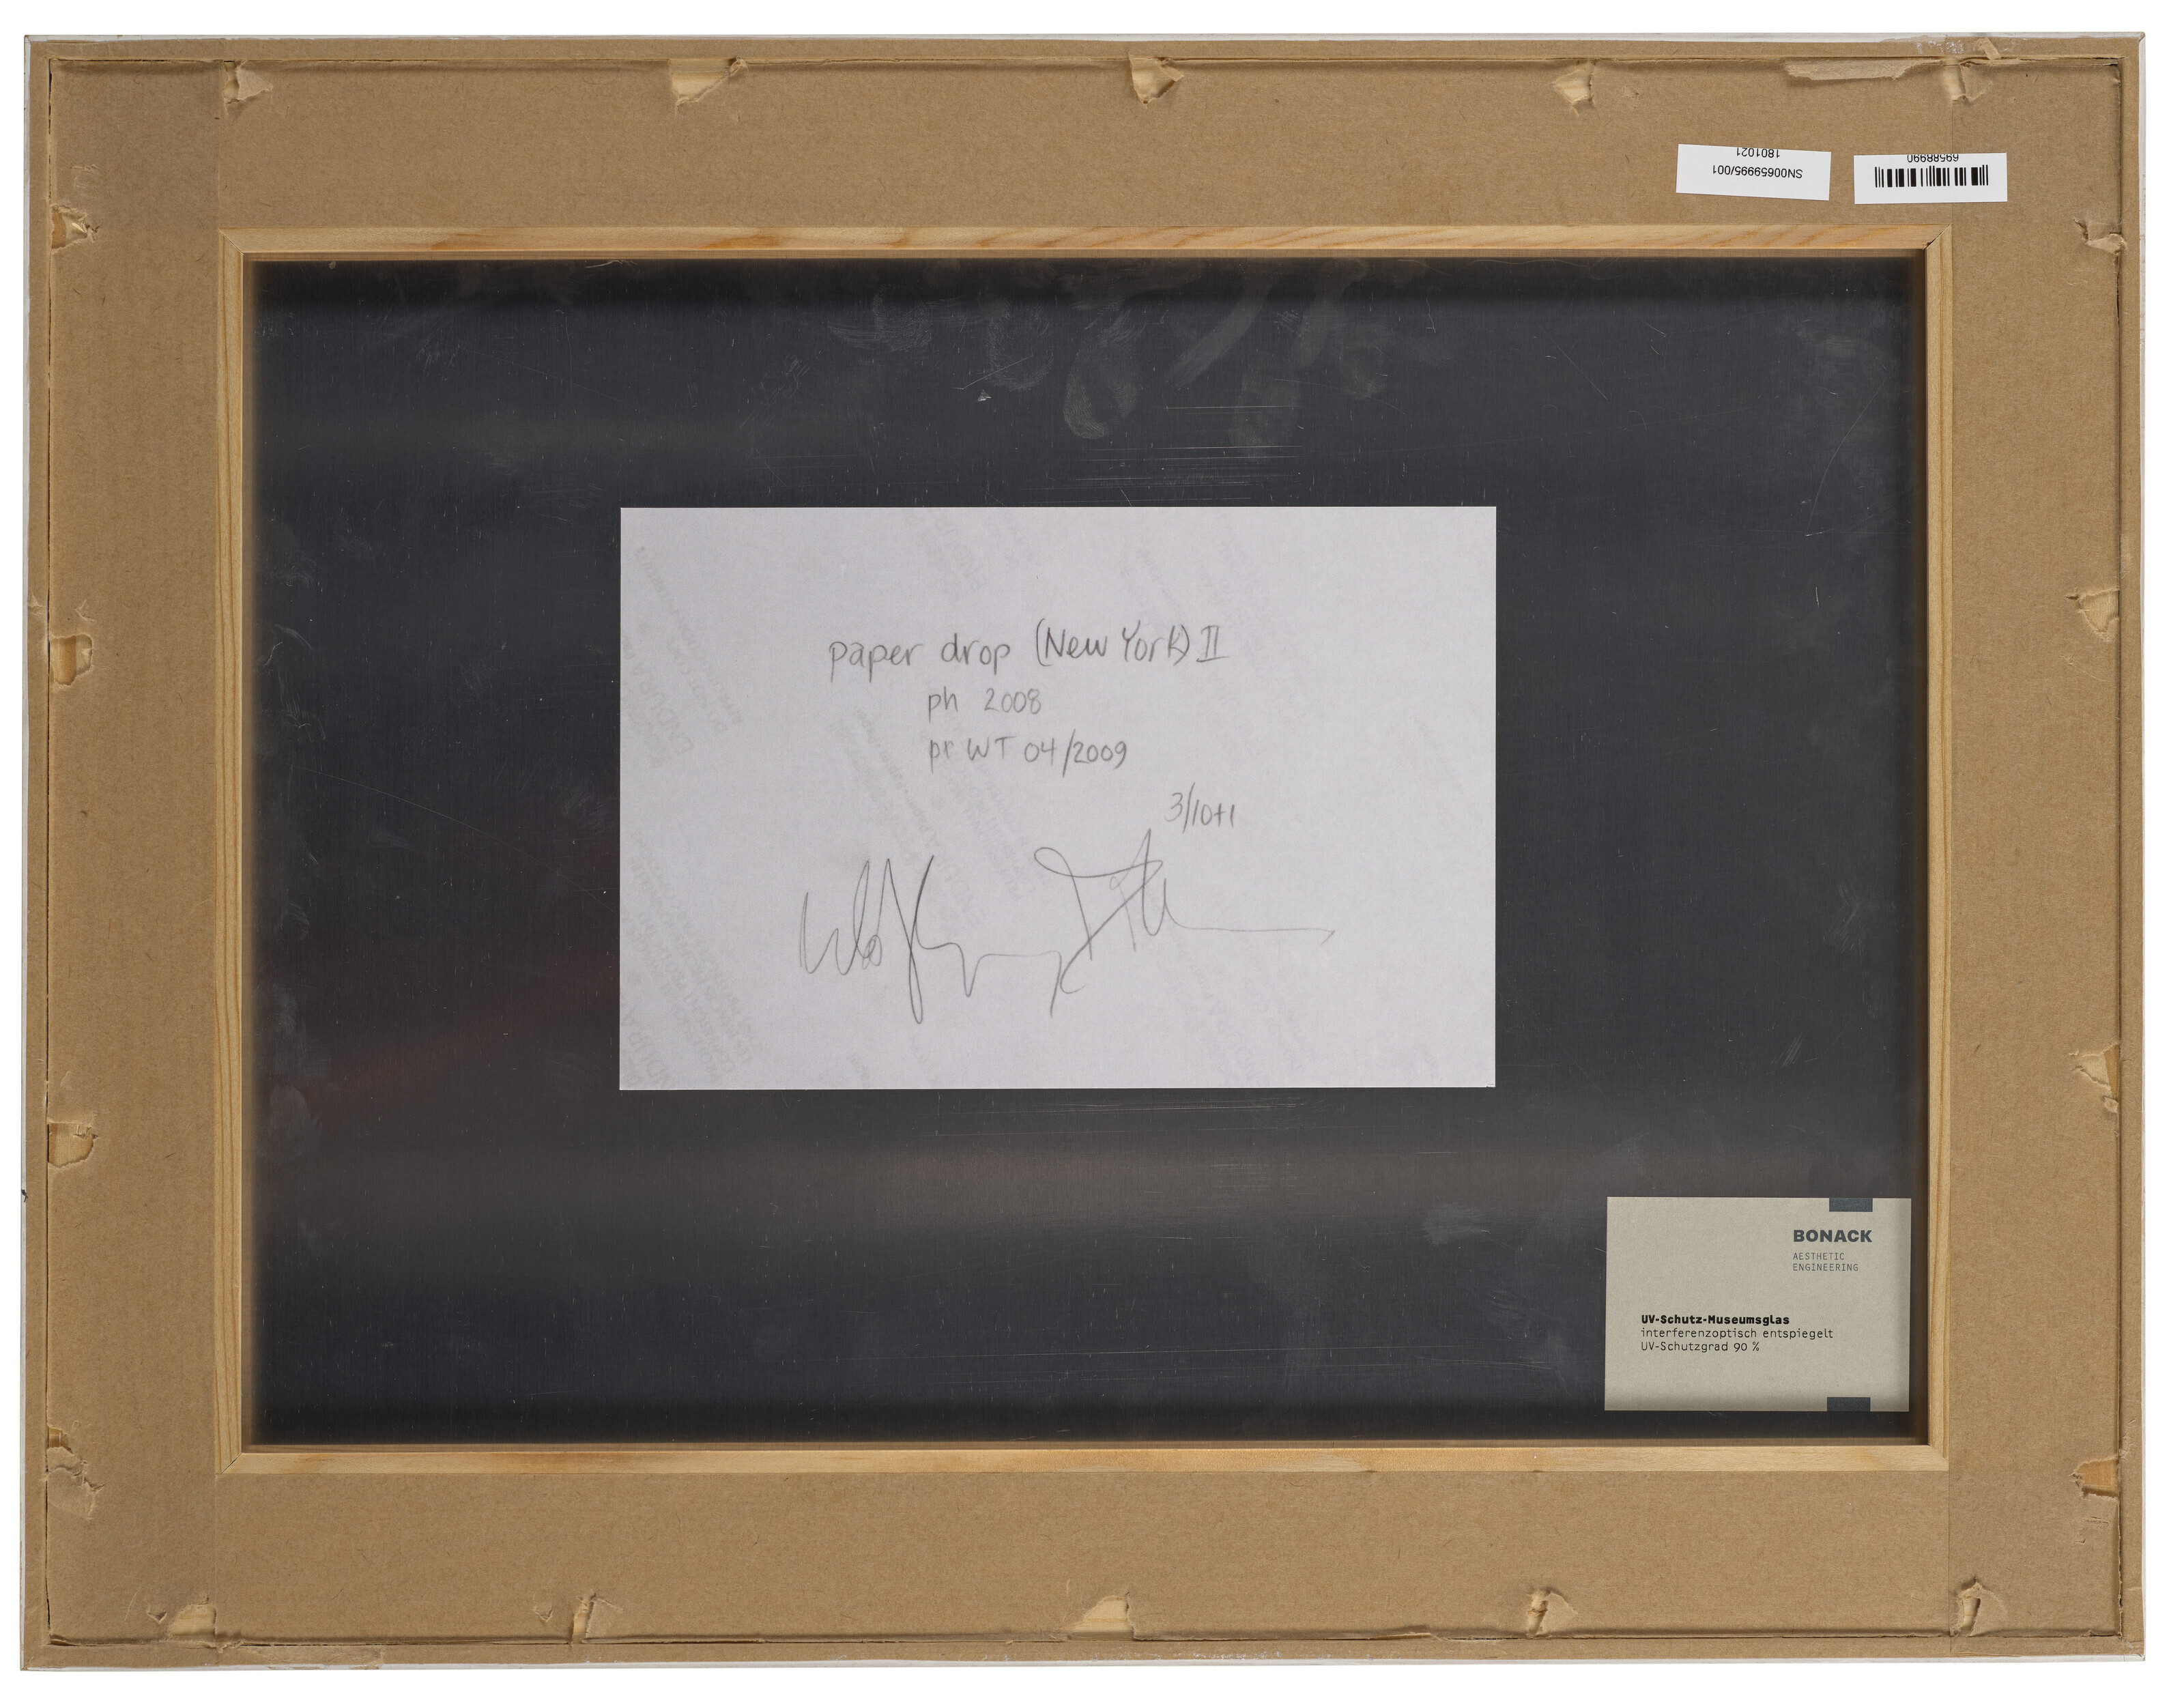 1801021
SN00659995/001
69588990
paper drop (New York) II
ph 2008
pr WT 04/2009
3/10+1
BONACK
AESTHETIC
ENGINEERING
UV-Schutz-Museumsglas
interferenzoptisch entspiegelt
UV-Schutzgrad 90 %